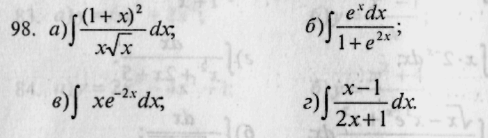 98. а) ∫ (1 + x)² / x√x dx; б) ∫ eˣdx / 1 + e²ˣ ;
в) ∫ xe⁻²ˣdx; г) ∫ x − 1 / 2x + 1 dx.